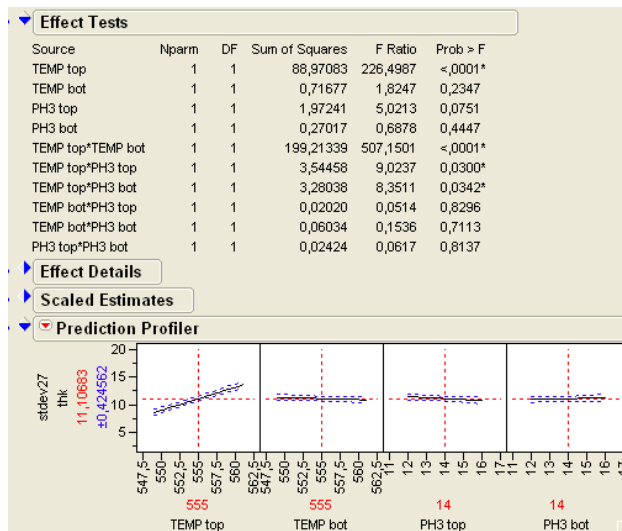 Effect Tests
Source Nparm DF Sum of Squares F Ratio Prob > F
TEMP top 1 1 88,97083 226,4987 <,0001*
TEMP bot 1 1 0,71677 1,8247 0,2347
PH3 top 1 1 1,97241 5,0213 0,0751
PH3 bot 1 1 0,27017 0,6878 0,4447
TEMP top*TEMP bot 1 1 199,21339 507,1501 <,0001*
TEMP top*PH3 top 1 1 3,54458 9,0237 0,0300*
TEMP top*PH3 bot 1 1 3,28038 8,3511 0,0342*
TEMP bot*PH3 top 1 1 0,02020 0,0514 0,8296
TEMP bot*PH3 bot 1 1 0,06034 0,1536 0,7113
PH3 top*PH3 bot 1 1 0,02424 0,0617 0,8137
Effect Details
Scaled Estimates
Prediction Profiler
stdev27
thk
11,10683
±0,424562
20
15
10
5
547,5 550 552,5 555 557,5 560 562,5
547,5 550 552,5 555 557,5 560 562,5
11 12 13 14 15 16 17
11 12 13 14 15 16 17
555 555 14 14
TEMP top TEMP bot PH3 top PH3 bot